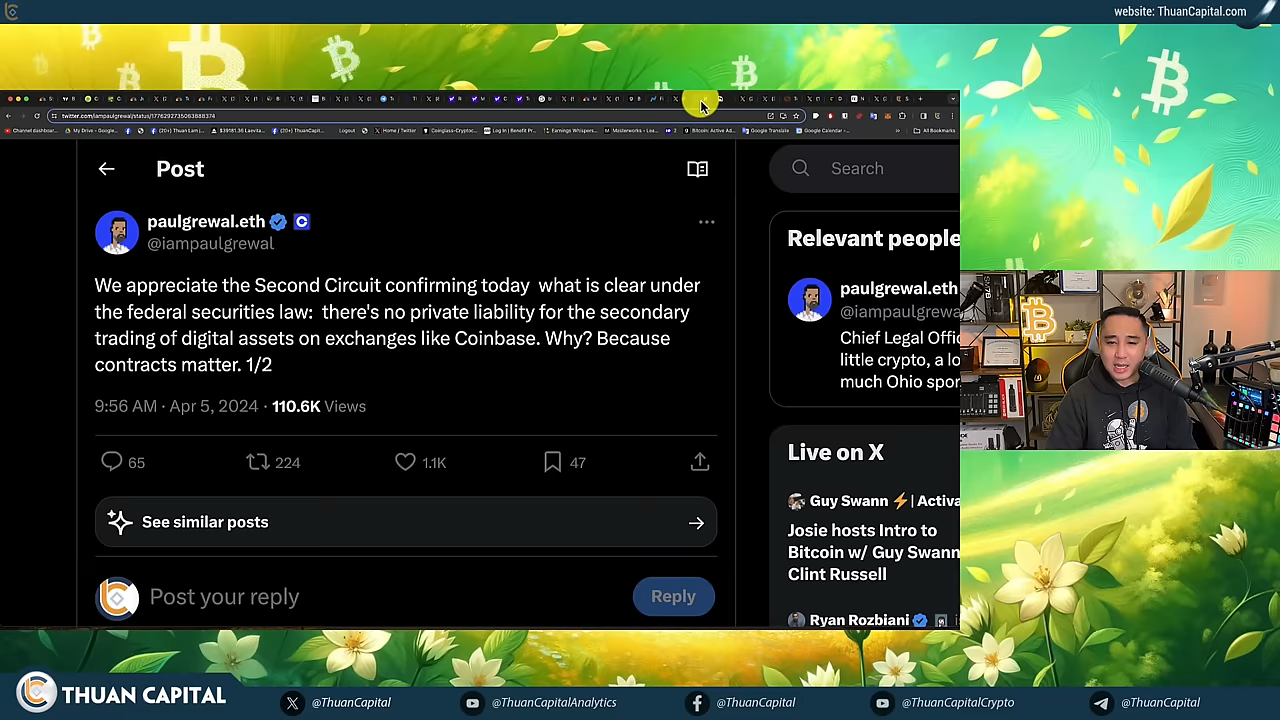 website: ThuanCapital.com
twitter.com/iampaulgrewal/status/1776292735063888374
Post
Search
paulgrewal.eth
@iampaulgrewal
We appreciate the Second Circuit confirming today what is clear under
the federal securities law: there's no private liability for the secondary
trading of digital assets on exchanges like Coinbase. Why? Because
contracts matter. 1/2
9:56 AM · Apr 5, 2024 · 110.6K Views
65
224
1.1K
47
See similar posts
Post your reply
Reply
Relevant people
paulgrewal.eth
@iampaulgrewa
Chief Legal Offic
little crypto, a lo
much Ohio spor
Live on X
Guy Swann ⚡| Activa
Josie hosts Intro to
Bitcoin w/ Guy Swann
Clint Russell
Ryan Rozbiani
THUAN CAPITAL
@ThuanCapital
@ThuanCapitalAnalytics
@ThuanCapital
@ThuanCapitalCrypto
@ThuanCapital